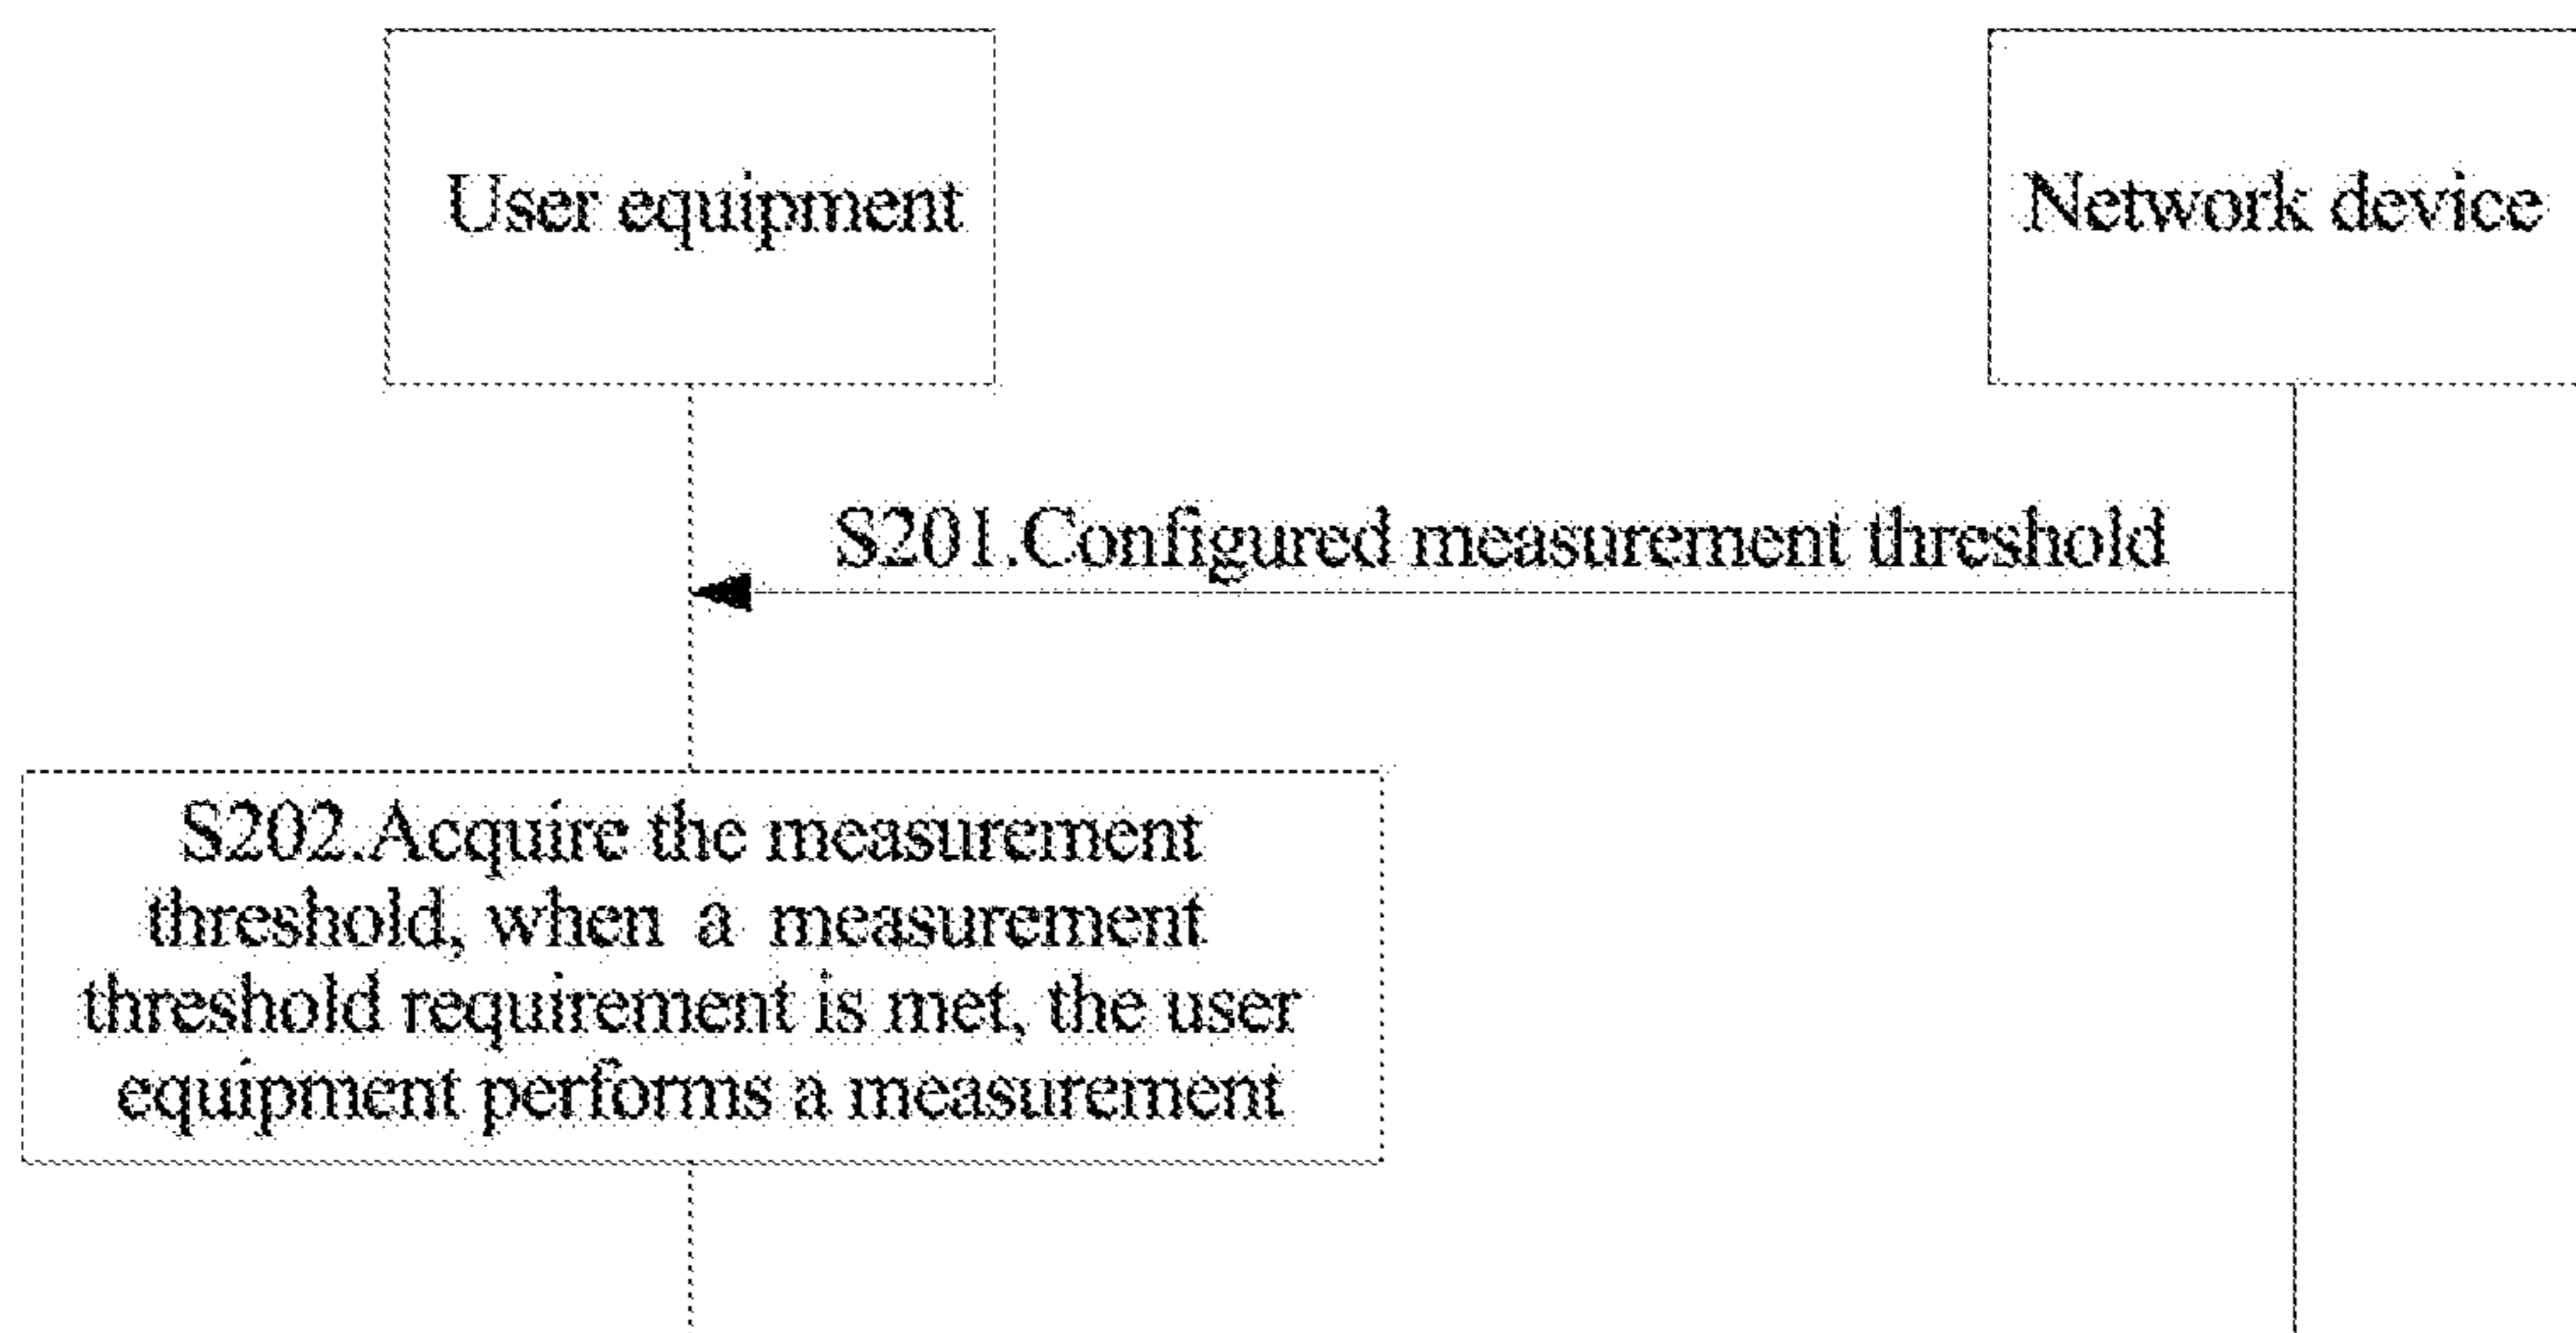 User equipment
Network device
S201.Configured measurement threshold
S202.Acquire the measurement
threshold, when a measurement
threshold requirement is met, the user
equipment performs a measurement